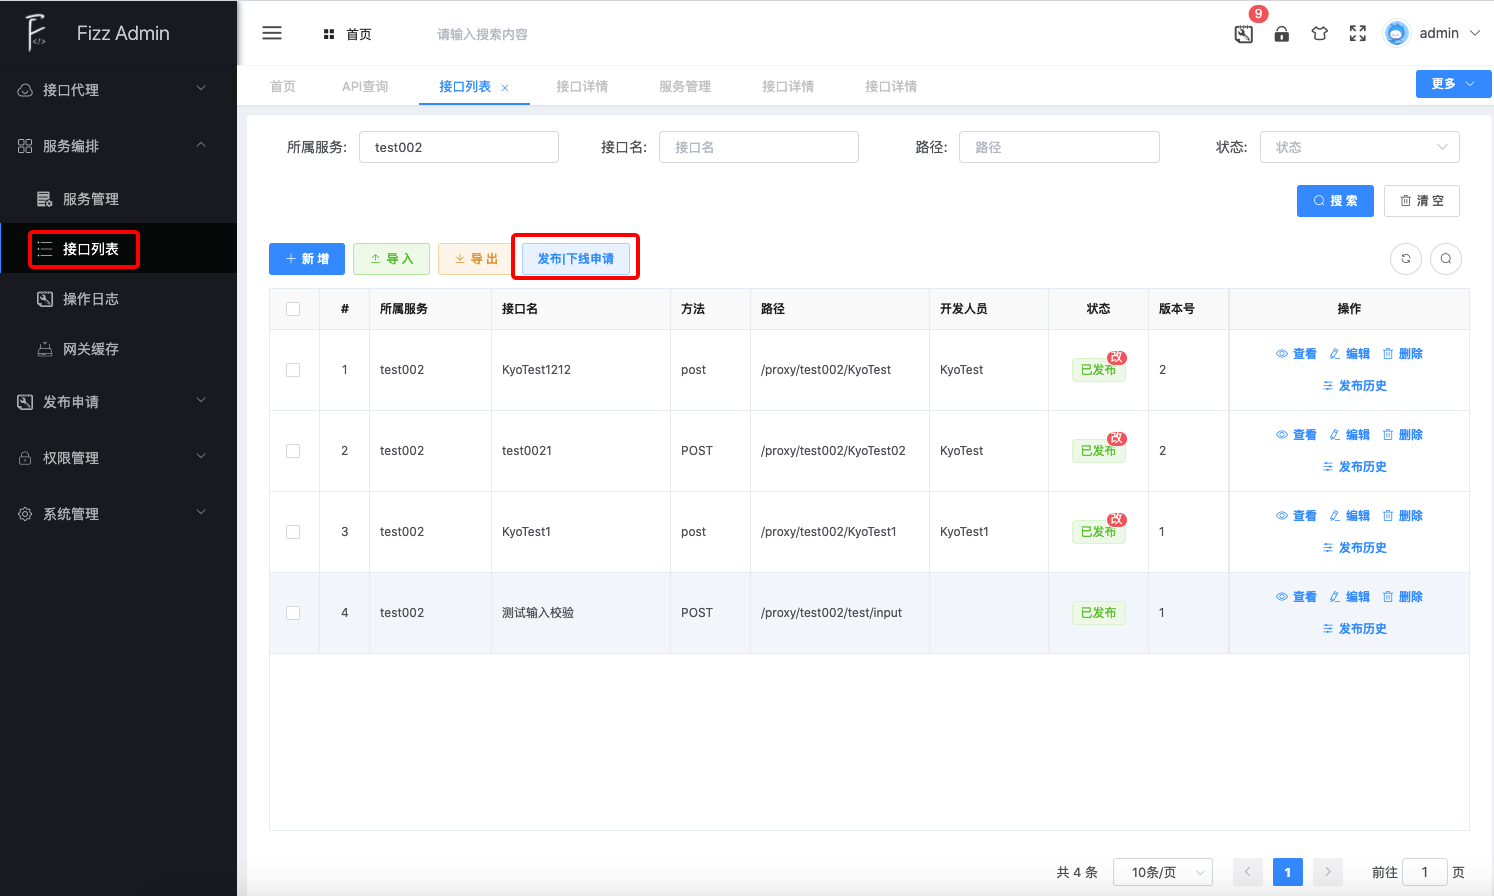 Fizz Admin
首页
请输入搜索内容
9
admin
接口代理
服务编排
服务管理
接口列表
操作日志
网关缓存
发布申请
权限管理
系统管理
首页 API查询 接口列表 × 接口详情 服务管理 接口详情 接口详情
更多
所属服务: test002 接口名: 接口名 路径: 路径 状态: 状态
搜索 清空
新增 导入 导出 发布|下线申请
# 所属服务 接口名 方法 路径 开发人员 状态 版本号 操作
1 test002 KyoTest1212 post /proxy/test002/KyoTest KyoTest 已发布 改 2 查看 编辑 删除
发布历史
2 test002 test0021 POST /proxy/test002/KyoTest02 KyoTest 已发布 改 2 查看 编辑 删除
发布历史
3 test002 KyoTest1 post /proxy/test002/KyoTest1 KyoTest1 已发布 改 1 查看 编辑 删除
发布历史
4 test002 测试输入校验 POST /proxy/test002/test/input 已发布 1 查看 编辑 删除
发布历史
共 4 条 10条/页 < 1 > 前往 1 页